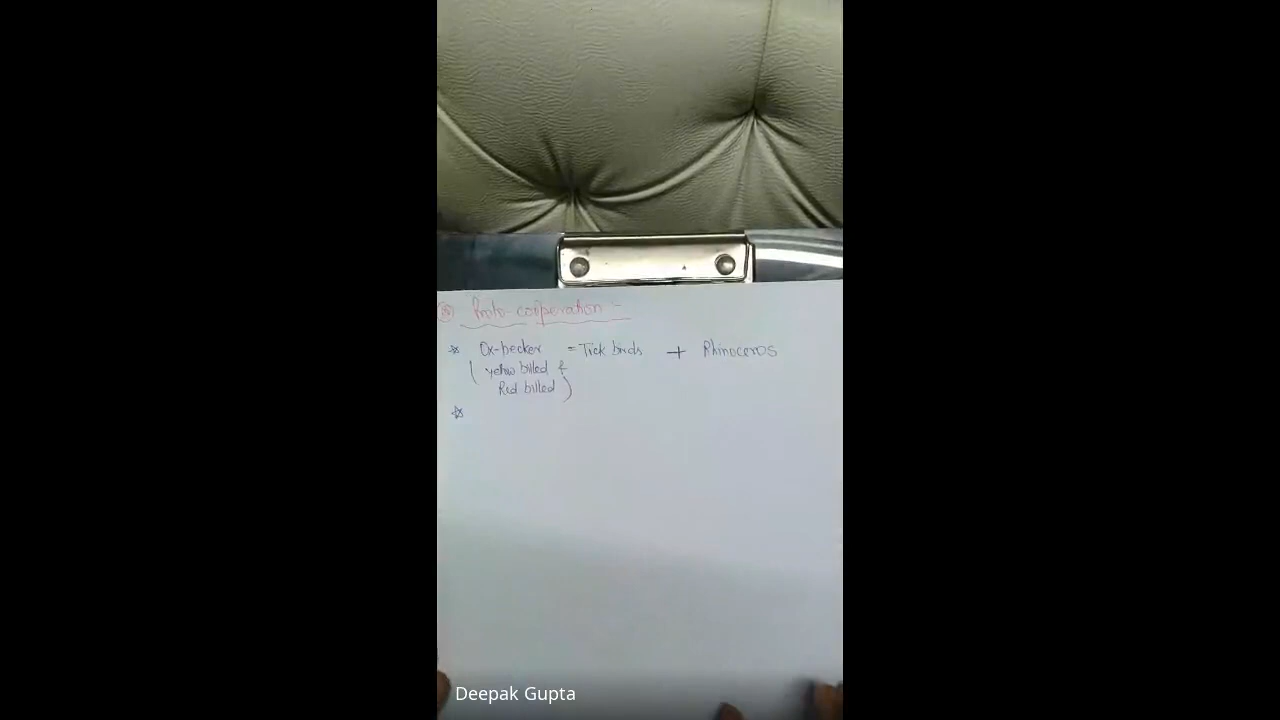 Proto-cooperation :-
Ox-pecker = Tick birds + Rhinoceros
( yellow billed &
Red billed )
Deepak Gupta